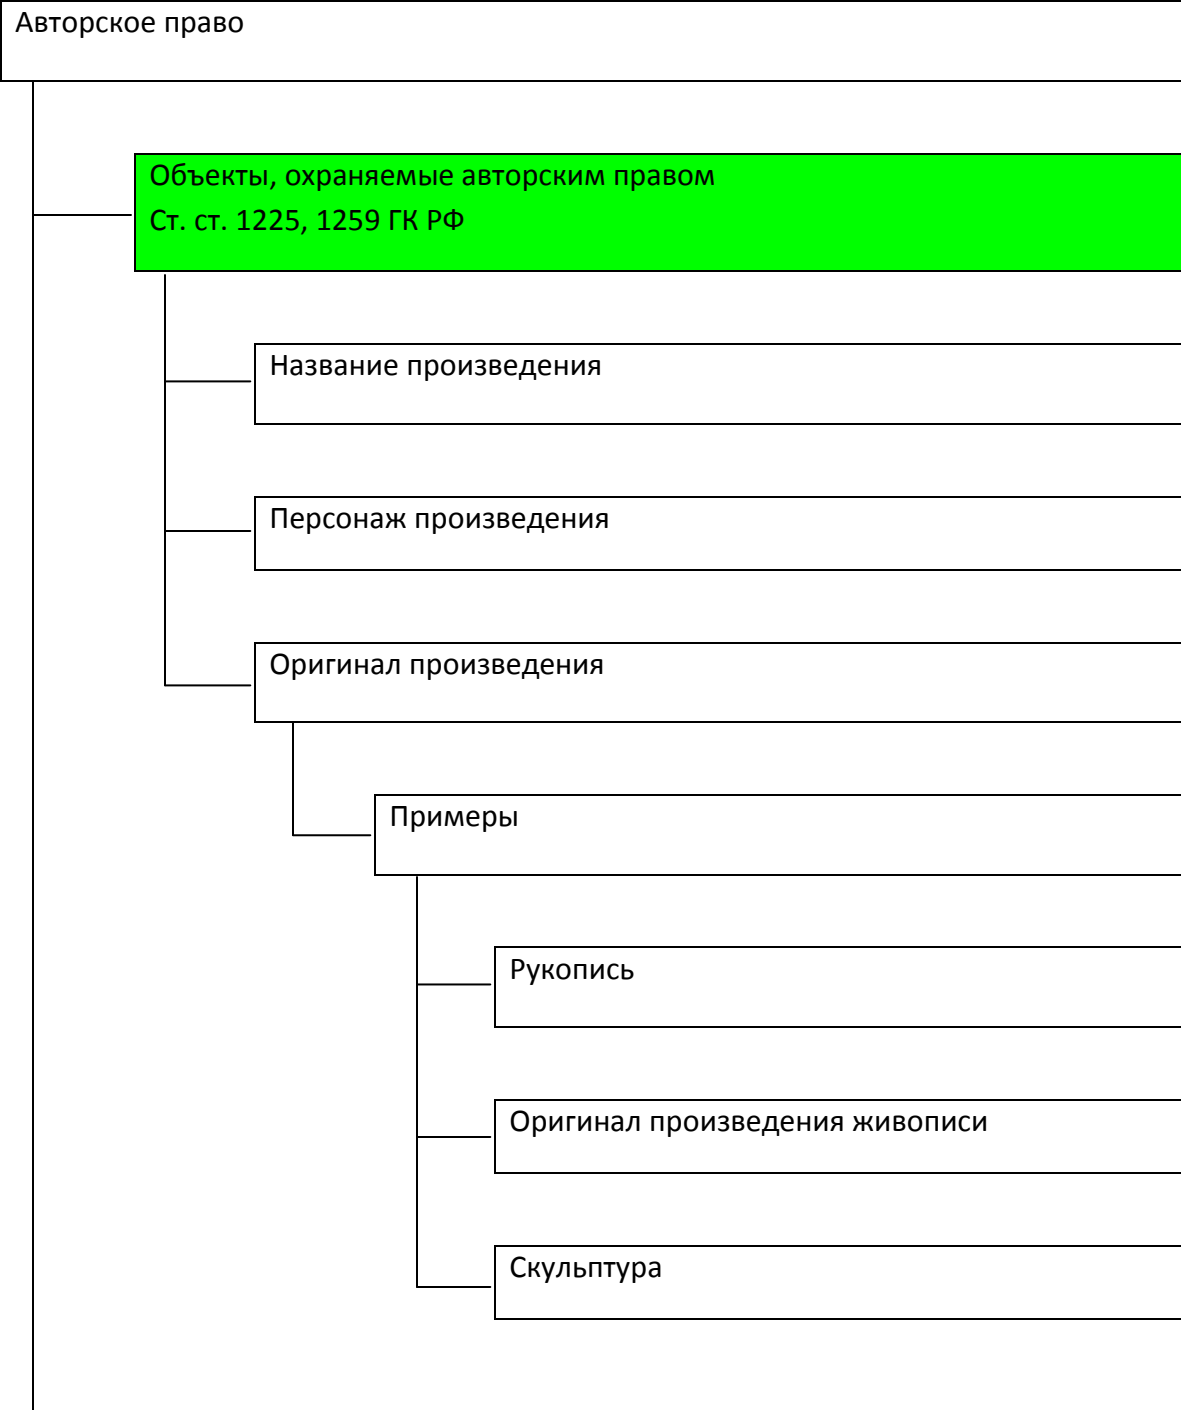 Авторское право
Объекты, охраняемые авторским правом
Ст. ст. 1225, 1259 ГК РФ
Название произведения
Персонаж произведения
Оригинал произведения
Примеры
Рукопись
Оригинал произведения живописи
Скульптура